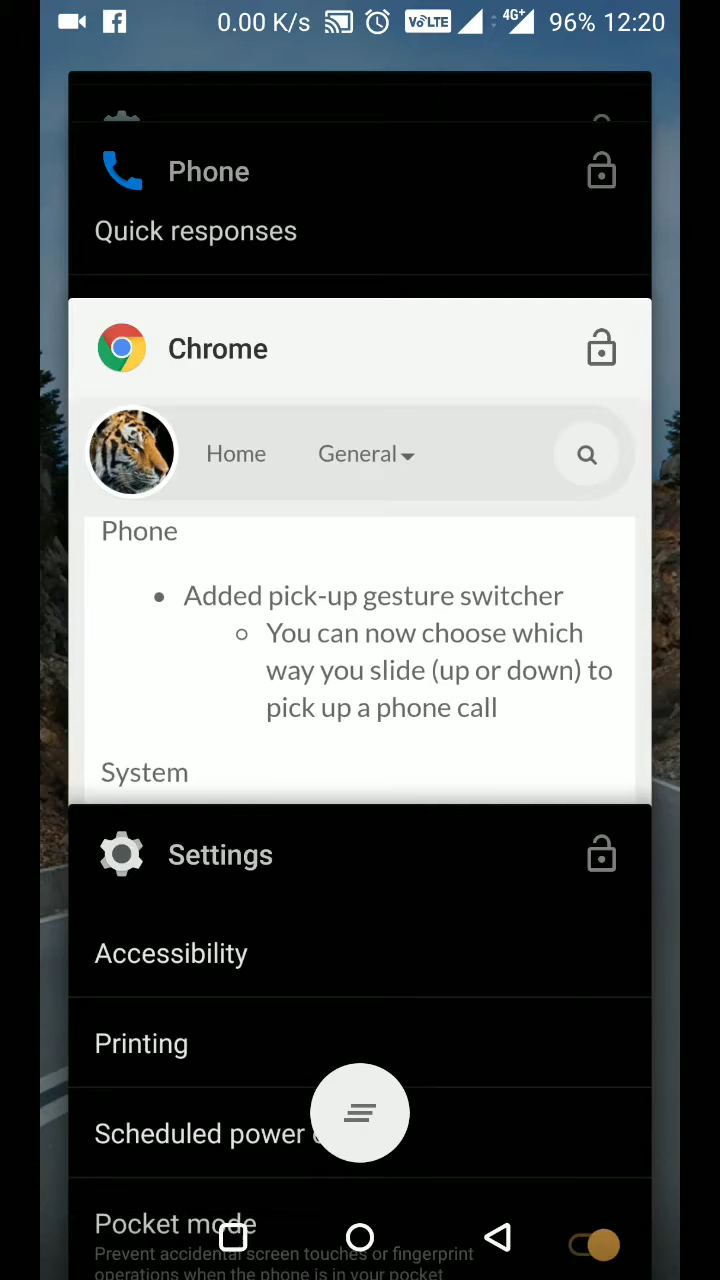 0.00 K/s VoLTE 4G+ 96% 12:20
Phone
Quick responses
Chrome
Home General
Phone
Added pick-up gesture switcher
You can now choose which
way you slide (up or down) to
pick up a phone call
System
Settings
Accessibility
Printing
Scheduled power
Pocket mode
Prevent accidental screen touches or fingerprint
operations when the phone is in your pocket